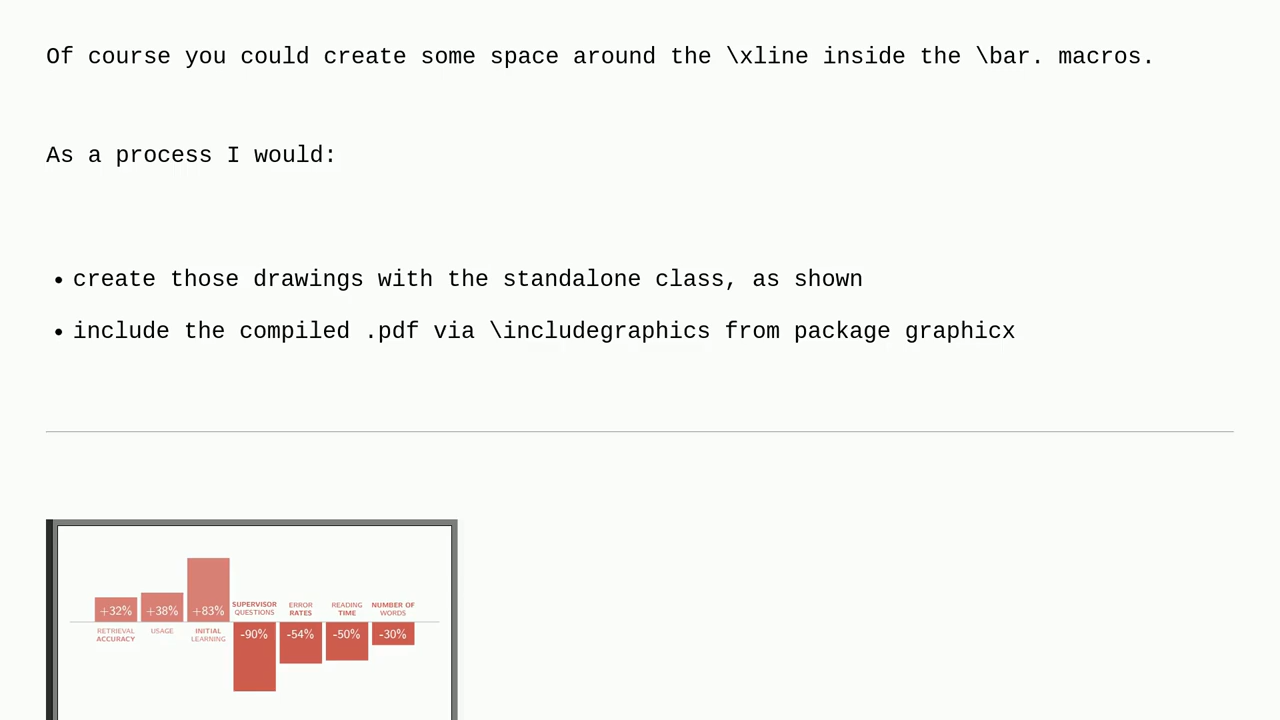 Of course you could create some space around the \xline inside the \bar. macros.
As a process I would:
• create those drawings with the standalone class, as shown
• include the compiled .pdf via \includegraphics from package graphicx
+32% +38% +83% SUPERVISOR QUESTIONS ERROR RATES READING TIME NUMBER OF WORDS
RETRIEVAL ACCURACY USAGE INITIAL LEARNING -90% -54% -50% -30%